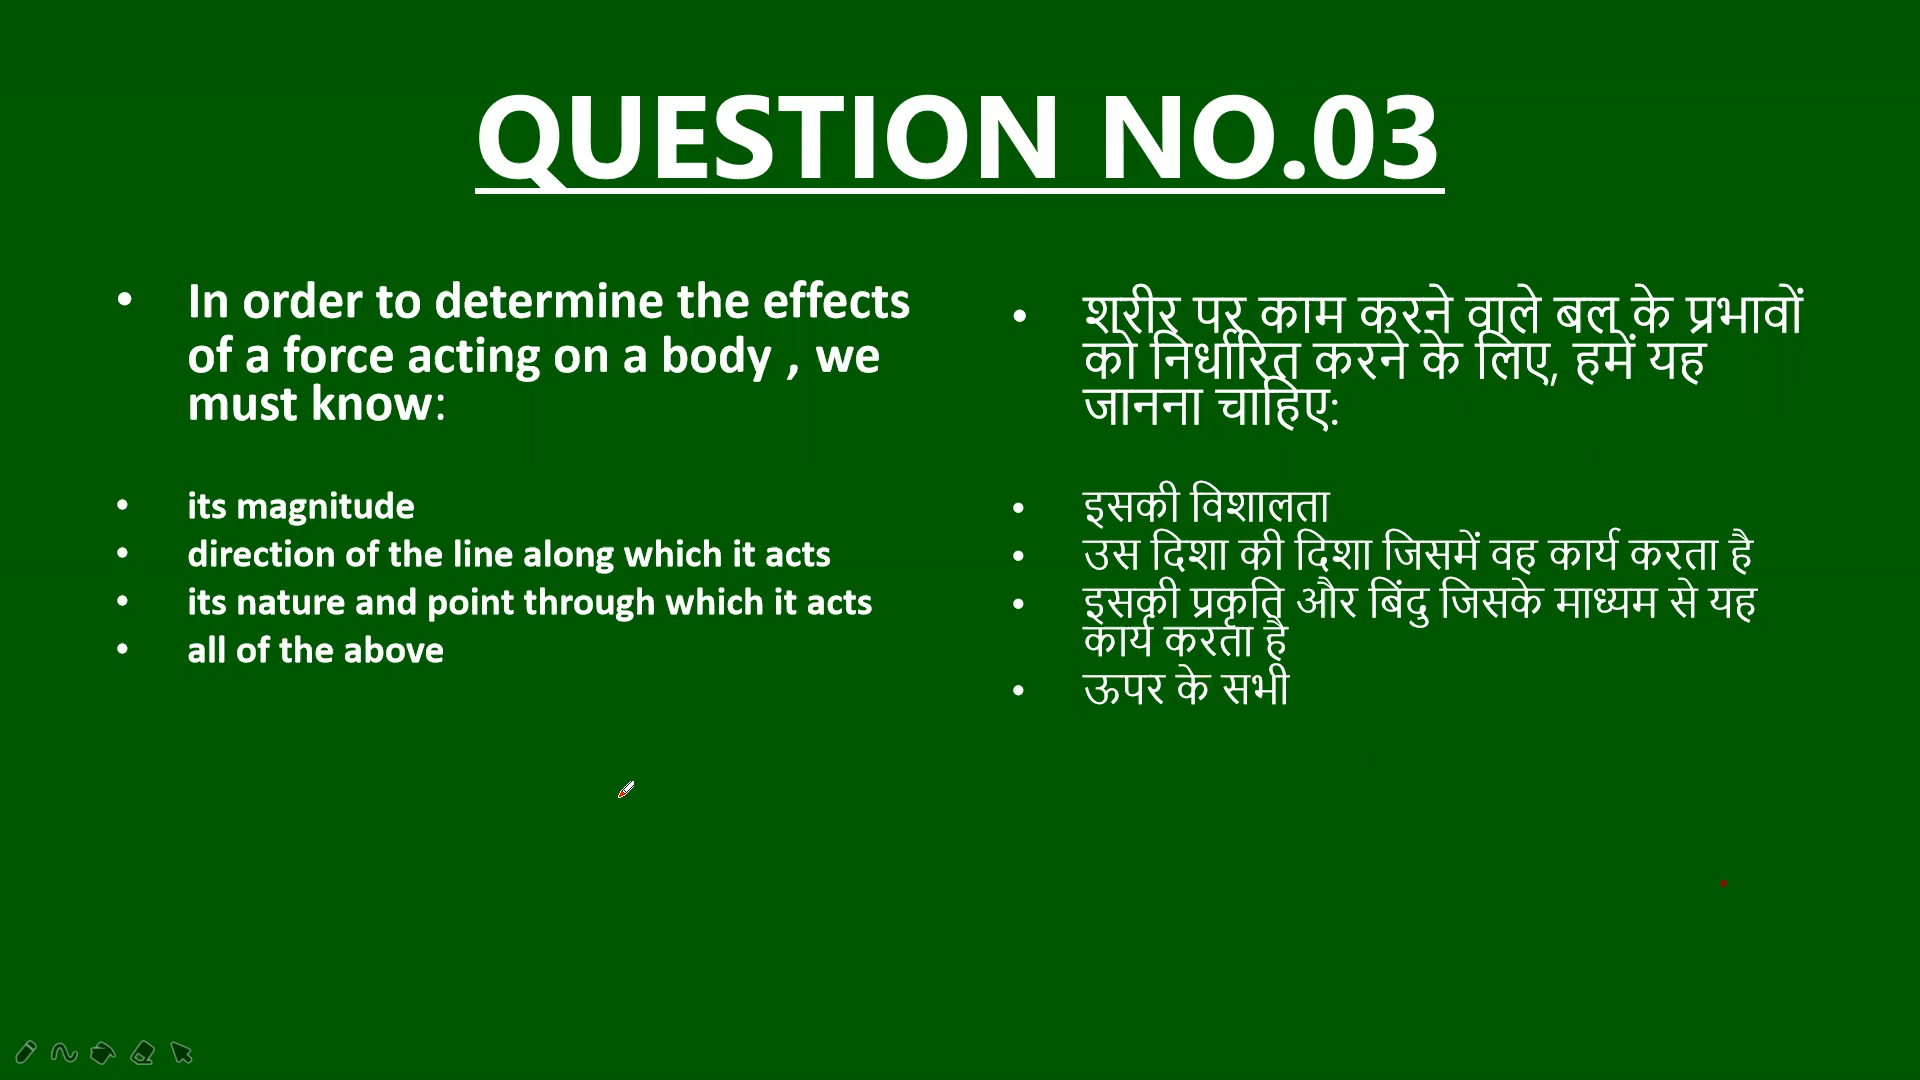 QUESTION NO.03
• In order to determine the effects
of a force acting on a body , we
must know:
• its magnitude
• direction of the line along which it acts
• its nature and point through which it acts
• all of the above
• शरीर पर काम करने वाले बल के प्रभावों
को निर्धारित करने के लिए, हमें यह
जानना चाहिए:
• इसकी विशालता
• उस दिशा की दिशा जिसमें वह कार्य करता है
• इसकी प्रकृति और बिंदु जिसके माध्यम से यह
कार्य करता है
• ऊपर के सभी